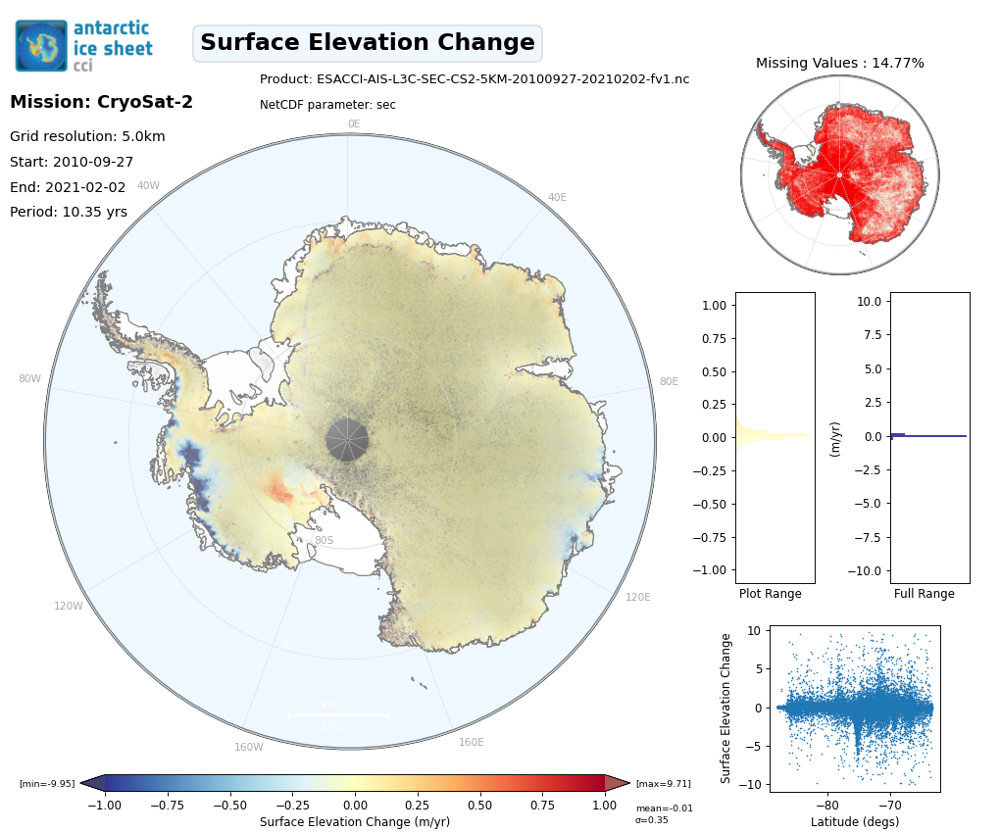 antarctic
ice sheet
cci
Surface Elevation Change
Product: ESACCI-AIS-L3C-SEC-CS2-5KM-20100927-20210202-fv1.nc
NetCDF parameter: sec
Mission: CryoSat-2
Grid resolution: 5.0km
Start: 2010-09-27
End: 2021-02-02
Period: 10.35 yrs
0E
40W
40E
80W
80E
80S
120W
120E
160W
160E
km
1000
Missing Values : 14.77%
1.00
0.75
0.50
0.25
0.00
−0.25
−0.50
−0.75
−1.00
Plot Range
(m/yr)
10.0
7.5
5.0
2.5
0.0
−2.5
−5.0
−7.5
−10.0
Full Range
Surface Elevation Change
10
5
0
−5
−10
−80
−70
Latitude (degs)
[min=-9.95]
[max=9.71]
−1.00
−0.75
−0.50
−0.25
0.00
0.25
0.50
0.75
1.00
Surface Elevation Change (m/yr)
mean=-0.01
σ=0.35